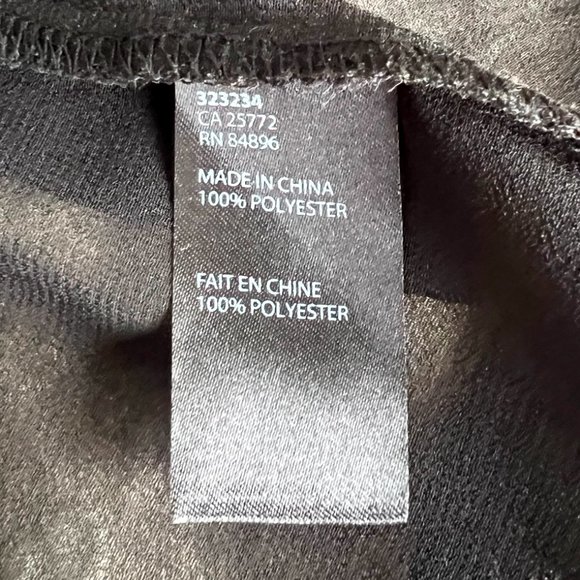 323234
CA 25772
RN 84896
MADE IN CHINA
100% POLYESTER
FAIT EN CHINE
100% POLYESTER